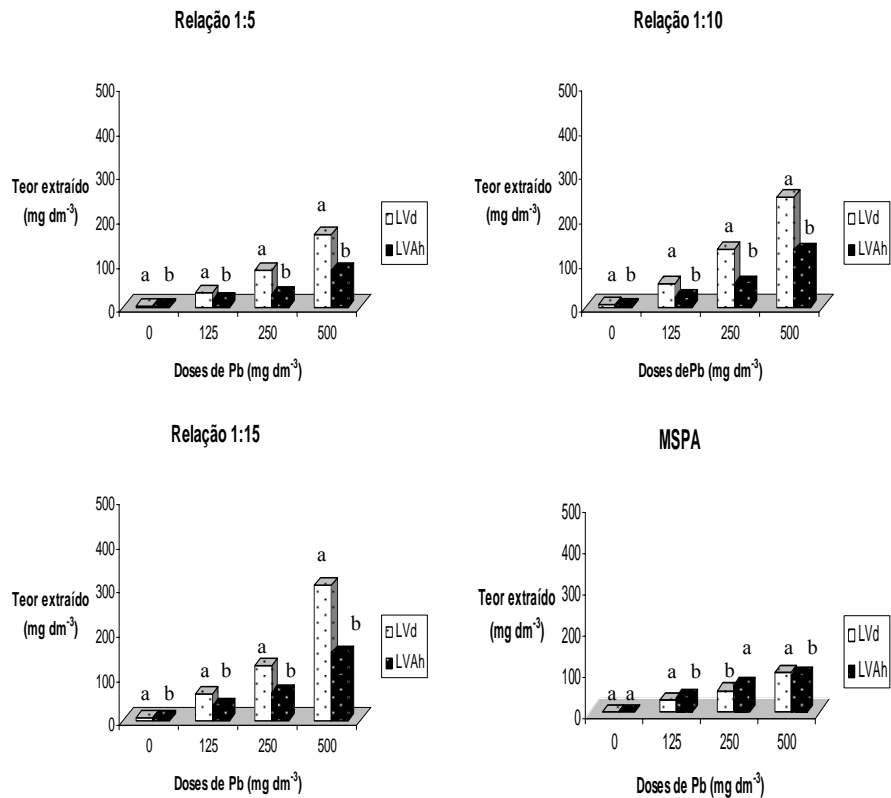 Relação 1:5
500
400
300
200
100
0
Teor extraído
(mg dm-3)
a b a b a b a b
0 125 250 500
Doses de Pb (mg dm-3)
LVd
LVAh
Relação 1:10
500
400
300
200
100
0
Teor extraído
(mg dm-3)
a b a b a b a b
0 125 250 500
Doses dePb (mg dm-3)
LVd
LVAh
Relação 1:15
500
400
300
200
100
0
Teor extraído
(mg dm-3)
a b a b a b a b
0 125 250 500
Doses de Pb (mg dm-3)
LVd
LVAh
MSPA
500
400
300
200
100
0
Teor extraído
(mg dm-3)
a a a b b a a b
0 125 250 500
Doses de Pb (mg dm-3)
LVd
LVAh